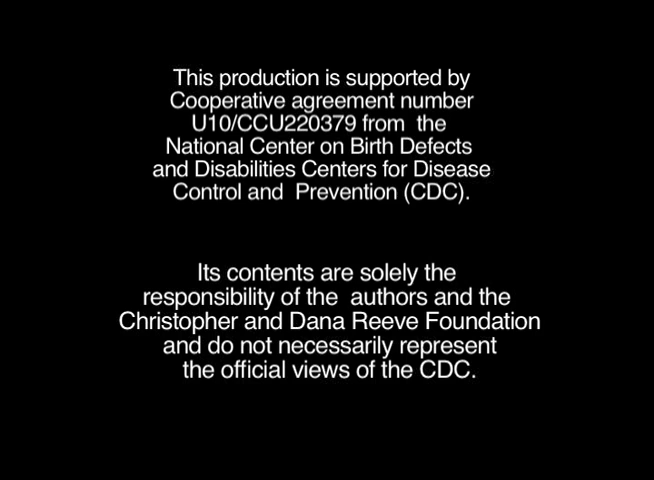 This production is supported by
Cooperative agreement number
U10/CCU220379 from the
National Center on Birth Defects
and Disabilities Centers for Disease
Control and Prevention (CDC).
Its contents are solely the
responsibility of the authors and the
Christopher and Dana Reeve Foundation
and do not necessarily represent
the official views of the CDC.